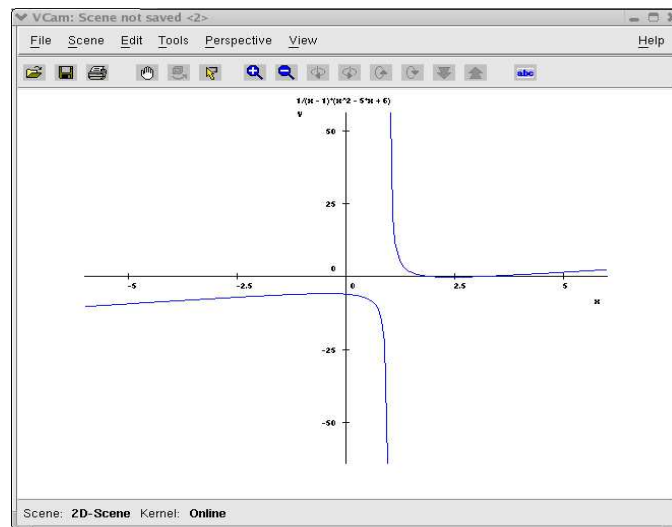 VCam: Scene not saved <2>
File Scene Edit Tools Perspective View Help
abc
1/(x - 1)*(x^2 - 5*x + 6)
y
50
25
0
-5 -2.5 0 2.5 5
x
-25
-50
Scene: 2D-Scene Kernel: Online